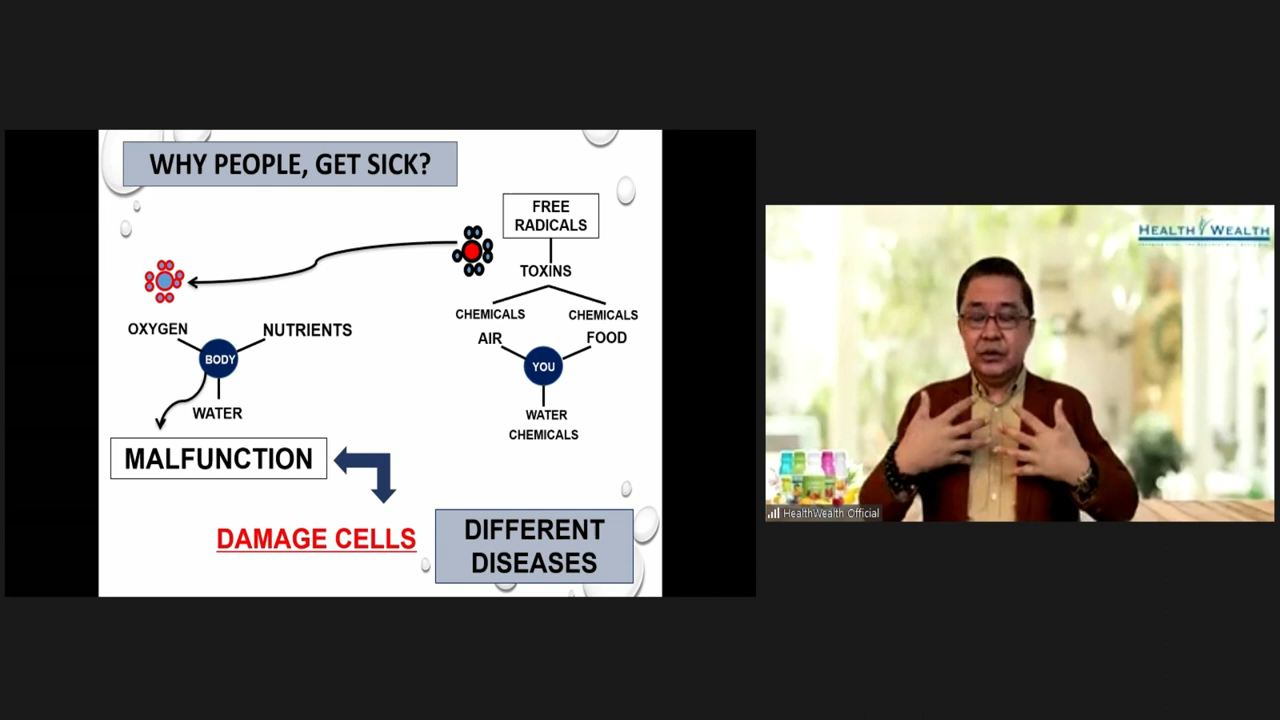 WHY PEOPLE, GET SICK?
FREE
RADICALS
TOXINS
CHEMICALS
CHEMICALS
AIR
FOOD
YOU
WATER
CHEMICALS
OXYGEN
NUTRIENTS
BODY
WATER
MALFUNCTION
DAMAGE CELLS
DIFFERENT
DISEASES
HEALTH WEALTH
HealthWealth Official